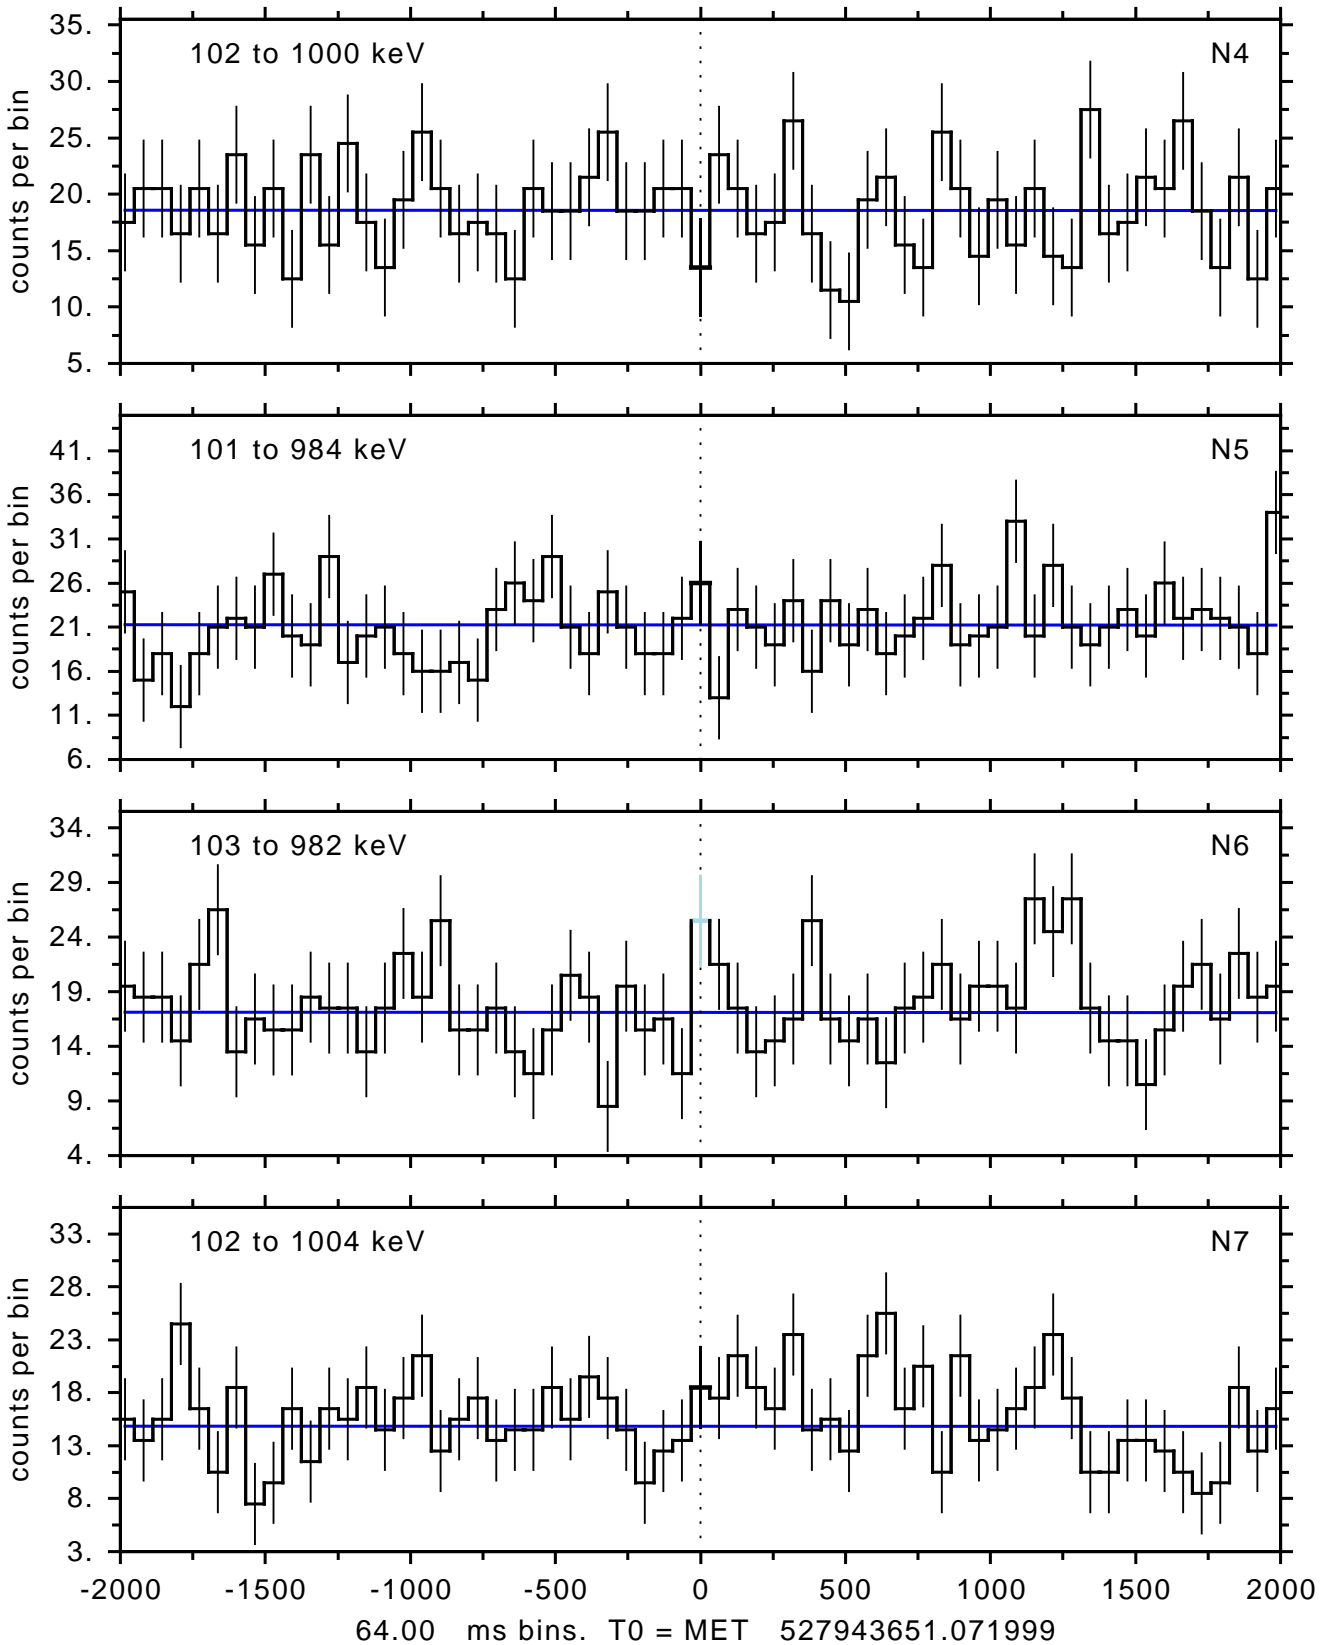 102 to 1000 keV N4
counts per bin
35.
30.
25.
20.
15.
10.
5.
101 to 984 keV N5
counts per bin
41.
36.
31.
26.
21.
16.
11.
6.
103 to 982 keV N6
counts per bin
34.
29.
24.
19.
14.
9.
4.
102 to 1004 keV N7
counts per bin
33.
28.
23.
18.
13.
8.
3.
-2000 -1500 -1000 -500 0 500 1000 1500 2000
64.00 ms bins. T0 = MET 527943651.071999